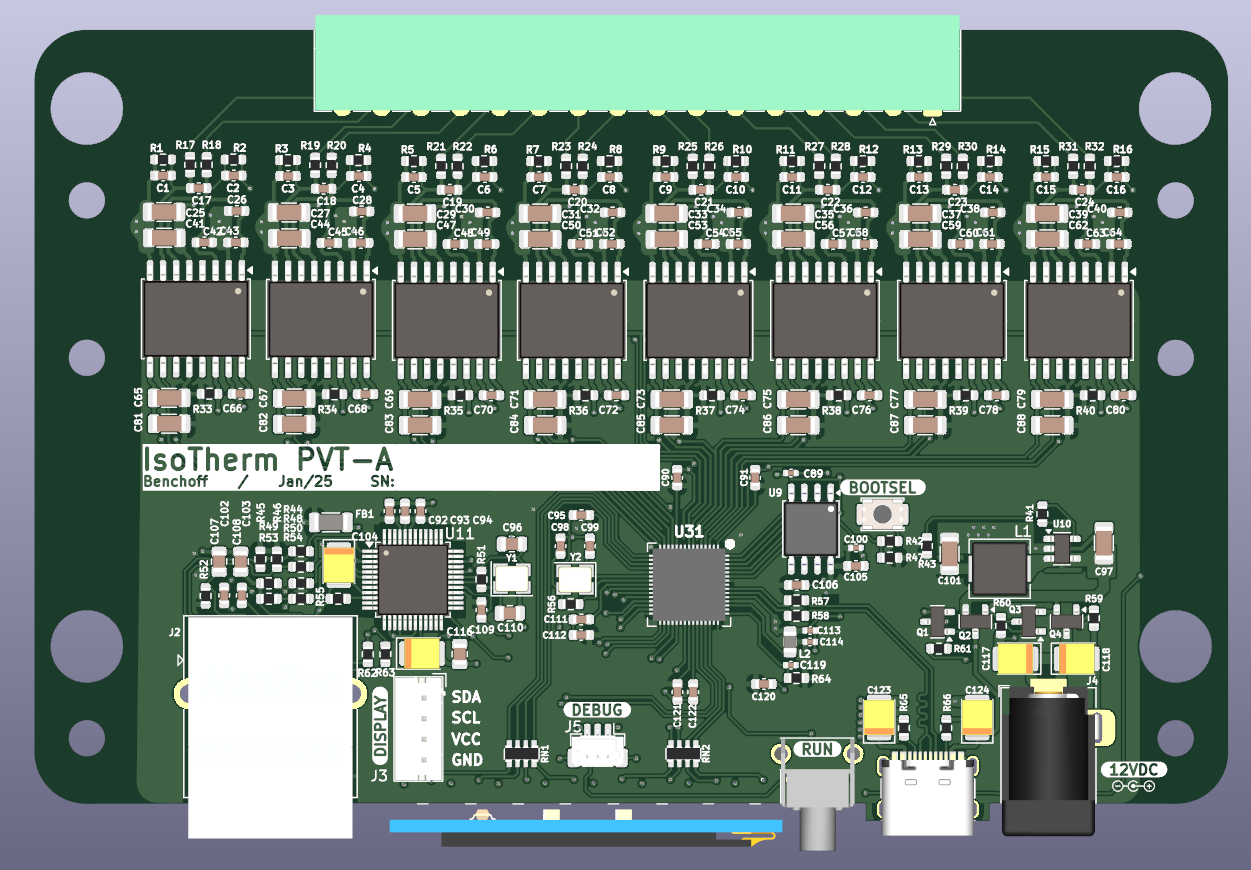 R1 R17 R18 R2 R3 R19 R20 R4 R5 R21 R22 R6 R7 R23 R24 R8 R9 R25 R26 R10 R11 R27 R28 R12 R13 R29 R30 R14 R15 R31 R32 R16
C1 C2 C3 C4 C5 C6 C7 C8 C9 C10 C11 C12 C13 C14 C15 C16
C17 C18 C19 C20 C21 C22 C23 C24
C25 C26 C27 C28 C29 C30 C31 C32 C33 C34 C35 C36 C37 C38 C39 C40
C41 C42 C43 C44 C45 C46 C47 C48 C49 C50 C51 C52 C53 C54 C55 C56 C57 C58 C59 C60 C61 C62 C63 C64
C65 R33 C66 C67 R34 C68 C69 R35 C70 C71 R36 C72 C73 R37 C74 C75 R38 C76 C77 R39 C78 C79 R40 C80
C81 C82 C83 C84 C85 C86 C87 C88
IsoTherm PVT-A
Benchoff / Jan/25 SN:
C90 C91 C89
U9 BOOTSEL
C107 C102 C108 C103 R45 R49 R53 R46 R44 R48 R50 R54 FB1
C104 C92 C93 C94 U11 C96 C95 C98 C99 U31
R41 U10 L1 C97 C101 R42 R43 R47
C100 C105 C106
R52 R55 R51 Y1 Y2 R56
C109 C110 C111 C112
R57 R58 C113 C114 L2 C119 R64
R60 R59 Q1 Q2 Q3 Q4 R61
C117 C118
J2 R62 R63 C116
J4
C120 C121 C122 C123 R65 R66 C124
DISPLAY
SDA
SCL
VCC
GND
J3
DEBUG
J5
RN1 RN2
RUN
12VDC